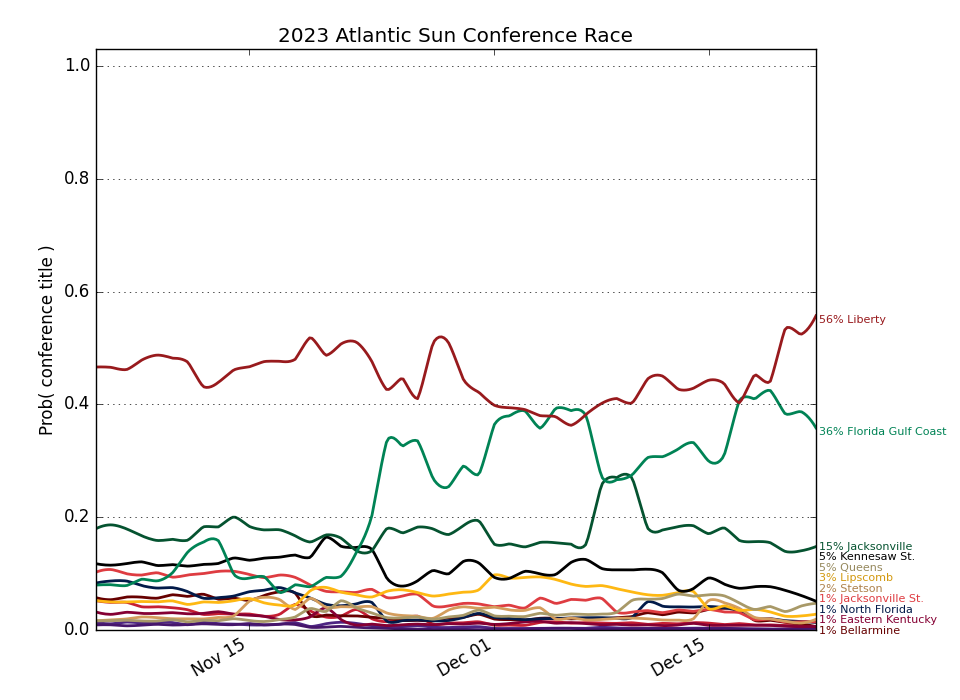 2023 Atlantic Sun Conference Race
1.0
0.8
0.6
0.4
0.2
0.0
Prob( conference title )
Nov 15
Dec 01
Dec 15
56% Liberty
36% Florida Gulf Coast
15% Jacksonville
5% Kennesaw St.
5% Queens
3% Lipscomb
2% Stetson
1% Jacksonville St.
1% North Florida
1% Eastern Kentucky
1% Bellarmine